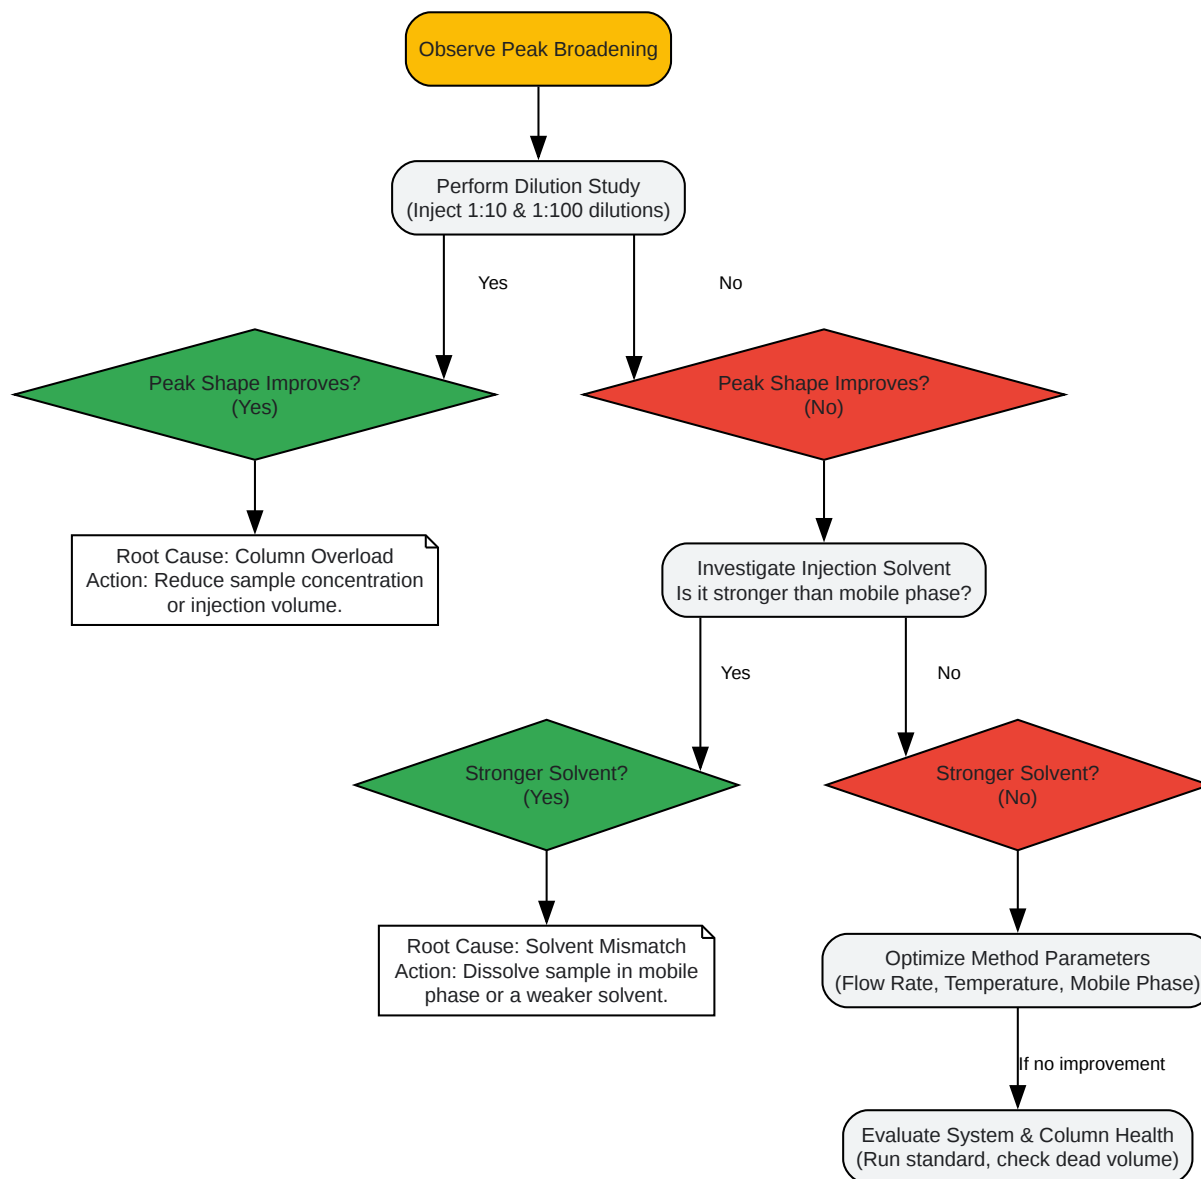 Observe Peak Broadening
Perform Dilution Study
(Inject 1:10 & 1:100 dilutions)
Yes
No
Peak Shape Improves?
(Yes)
Peak Shape Improves?
(No)
Root Cause: Column Overload
Action: Reduce sample concentration
or injection volume.
Investigate Injection Solvent
Is it stronger than mobile phase?
Yes
No
Stronger Solvent?
(Yes)
Stronger Solvent?
(No)
Root Cause: Solvent Mismatch
Action: Dissolve sample in mobile
phase or a weaker solvent.
Optimize Method Parameters
(Flow Rate, Temperature, Mobile Phase)
If no improvement
Evaluate System & Column Health
(Run standard, check dead volume)